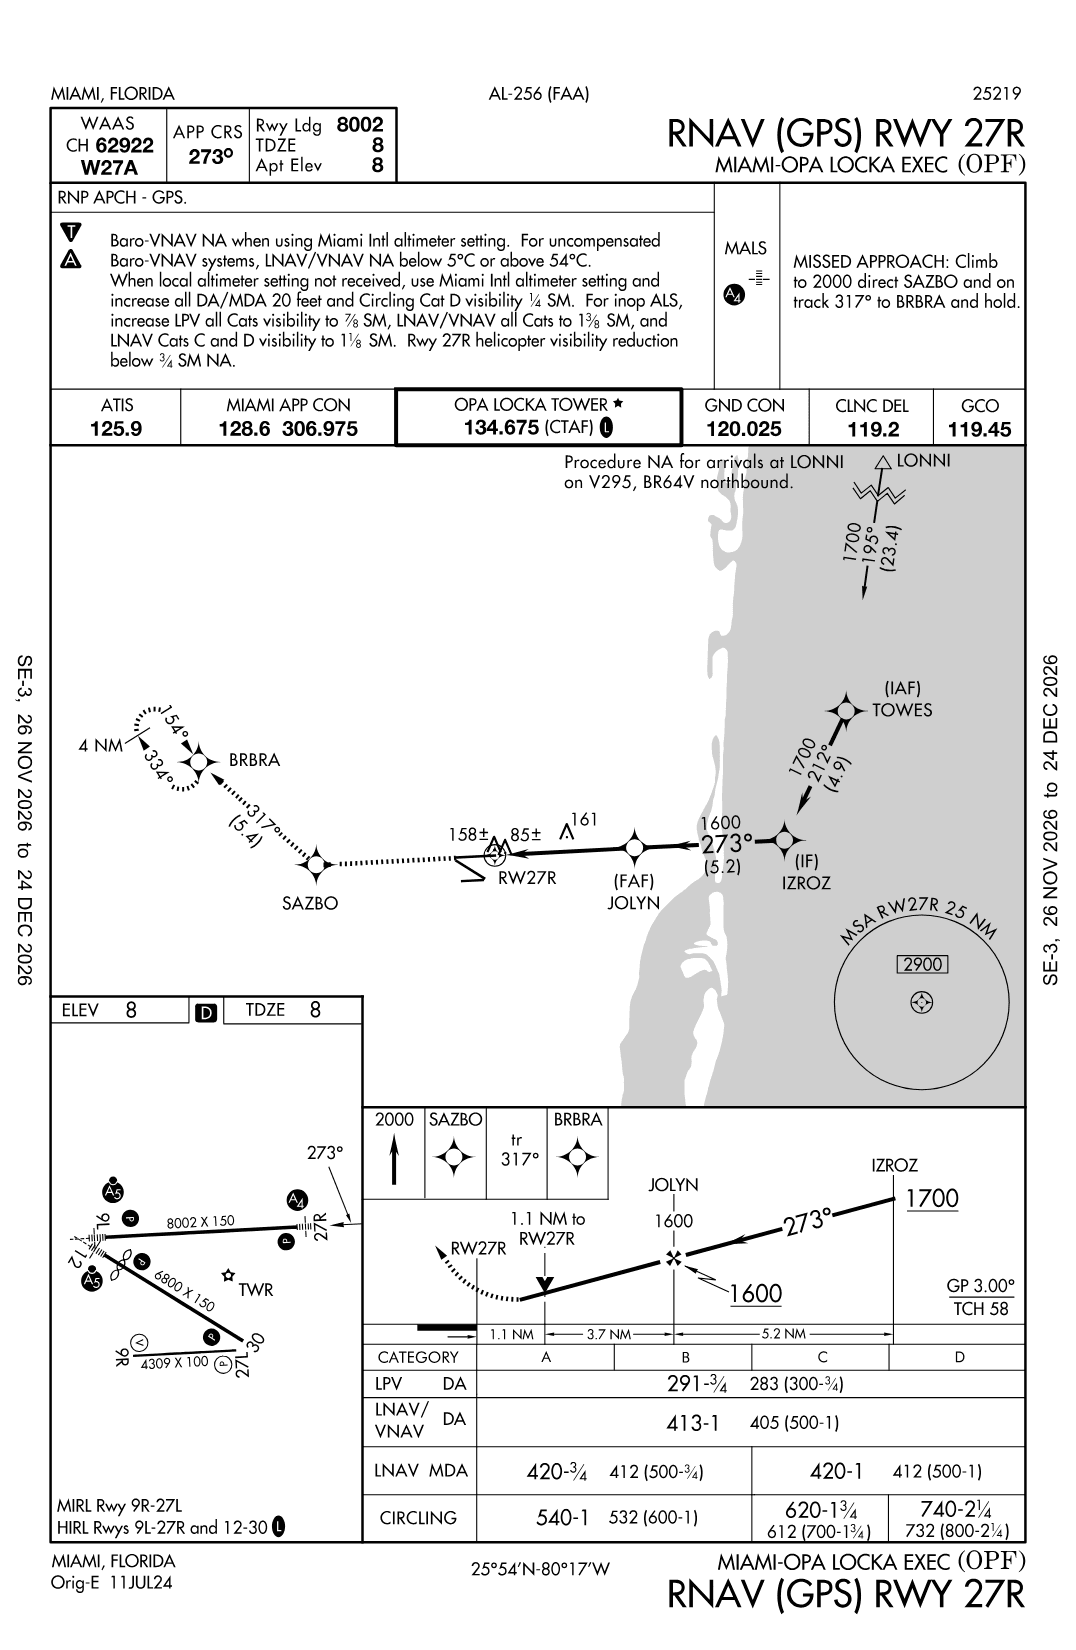 MIAMI, FLORIDA
AL-256 (FAA)
25219
WAAS
CH 62922
W27A
APP CRS
273°
Rwy Ldg 8002
TDZE 8
Apt Elev 8
RNAV (GPS) RWY 27R
MIAMI-OPA LOCKA EXEC (OPF)
RNP APCH - GPS.
T
A
Baro-VNAV NA when using Miami Intl altimeter setting. For uncompensated
Baro-VNAV systems, LNAV/VNAV NA below 5°C or above 54°C.
When local altimeter setting not received, use Miami Intl altimeter setting and
increase all DA/MDA 20 feet and Circling Cat D visibility ¼ SM. For inop ALS,
increase LPV all Cats visibility to ⅞ SM, LNAV/VNAV all Cats to 1⅜ SM, and
LNAV Cats C and D visibility to 1⅛ SM. Rwy 27R helicopter visibility reduction
below ¾ SM NA.
MALS
A4
MISSED APPROACH: Climb
to 2000 direct SAZBO and on
track 317° to BRBRA and hold.
ATIS
125.9
MIAMI APP CON
128.6 306.975
OPA LOCKA TOWER ★
134.675 (CTAF) L
GND CON
120.025
CLNC DEL
119.2
GCO
119.45
Procedure NA for arrivals at LONNI
on V295, BR64V northbound.
LONNI
1700
195°
(23.4)
(IAF)
TOWES
1700
212°
(4.9)
4 NM
154°
334°
BRBRA
317°
(5.4)
SAZBO
158±
85±
161
RW27R
(FAF)
JOLYN
1600
273°
(5.2)
(IF)
IZROZ
MSA RW27R 25 NM
2900
SE-3, 26 NOV 2026 to 24 DEC 2026
SE-3, 26 NOV 2026 to 24 DEC 2026
ELEV 8
D
TDZE 8
273°
A5
P
9L
8002 X 150
A4
27R
P
12
A5
P
6800 X 150
TWR
P
30
V
9R
4309 X 100
P
27L
MIRL Rwy 9R-27L
HIRL Rwys 9L-27R and 12-30 L
2000
SAZBO
tr
317°
BRBRA
IZROZ
JOLYN
1700
1600
273°
1.1 NM to
RW27R
RW27R
1600
GP 3.00°
TCH 58
1.1 NM
3.7 NM
5.2 NM
CATEGORY A B C D
LPV DA 291-¾ 283 (300-¾)
LNAV/
VNAV DA 413-1 405 (500-1)
LNAV MDA 420-¾ 412 (500-¾) 420-1 412 (500-1)
CIRCLING 540-1 532 (600-1)
620-1¾
612 (700-1¾)
740-2¼
732 (800-2¼)
MIAMI, FLORIDA
Orig-E 11JUL24
25°54'N-80°17'W
MIAMI-OPA LOCKA EXEC (OPF)
RNAV (GPS) RWY 27R